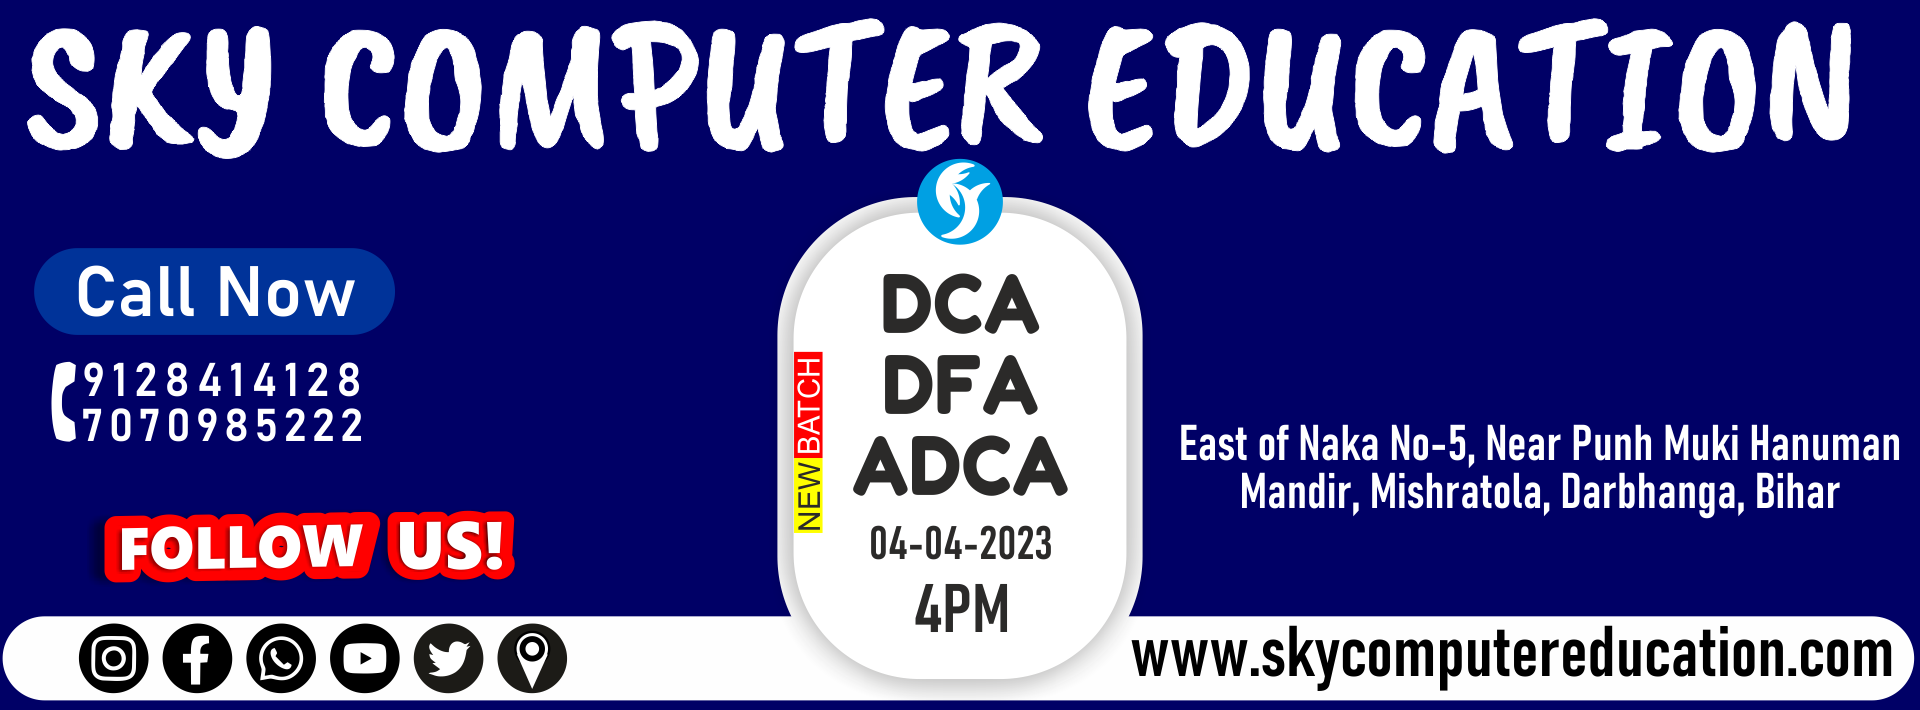 SKY COMPUTER EDUCATION
Call Now
9128414128
7070985222
FOLLOW US!
NEW BATCH
DCA
DFA
ADCA
04-04-2023
4PM
East of Naka No-5, Near Punh Muki Hanuman
Mandir, Mishratola, Darbhanga, Bihar
www.skycomputereducation.com